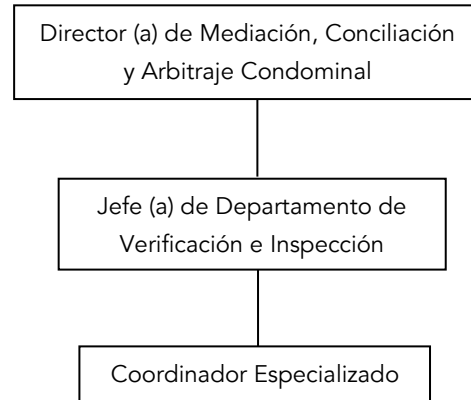 Director (a) de Mediación, Conciliación
y Arbitraje Condominal
Jefe (a) de Departamento de
Verificación e Inspección
Coordinador Especializado